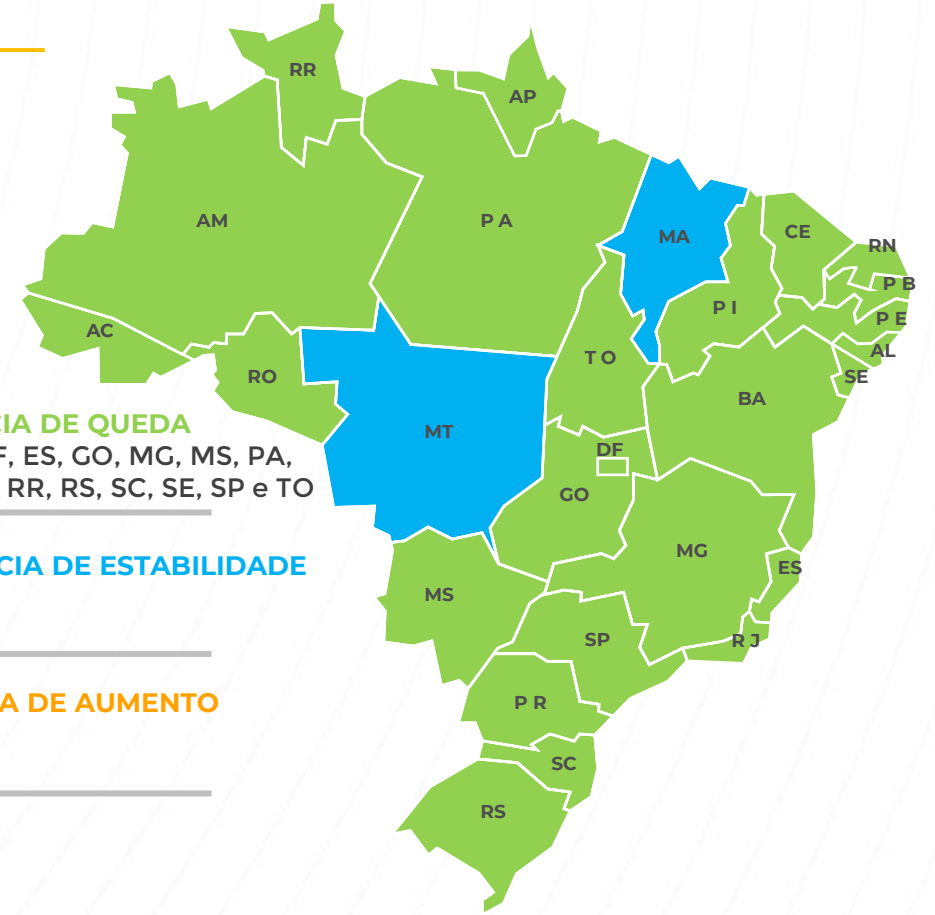 RR
AP
AM
P A
MA
CE
RN
P B
P I
P E
AC
AL
T O
SE
RO
BA
MT
CIA DE QUEDA
F, ES, GO, MG, MS, PA,
RR, RS, SC, SE, SP e TO
DF
GO
MG
CIA DE ESTABILIDADE
ES
MS
SP
R J
A DE AUMENTO
P R
SC
RS